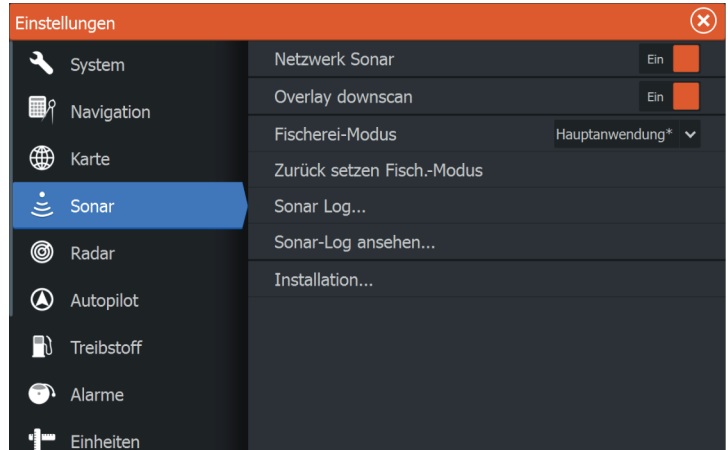 Einstellungen
System
Navigation
Karte
Sonar
Radar
Autopilot
Treibstoff
Alarme
Einheiten
Netzwerk Sonar Ein
Overlay downscan Ein
Fischerei-Modus Hauptanwendung*
Zurück setzen Fisch.-Modus
Sonar Log...
Sonar-Log ansehen...
Installation...